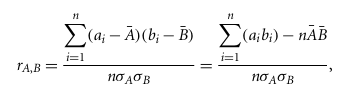 r_{A,B} = \frac{\sum_{i=1}^{n}(a_i - \bar{A})(b_i - \bar{B})}{n\sigma_A\sigma_B} = \frac{\sum_{i=1}^{n}(a_i b_i) - n\bar{A}\bar{B}}{n\sigma_A\sigma_B},